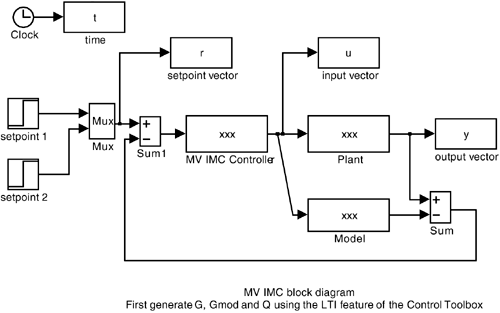 Clock
t
time
r
setpoint vector
u
input vector
setpoint 1
Mux
Mux
setpoint 2
+
−
Sum1
xxx
MV IMC Controller
xxx
Plant
y
output vector
xxx
Model
+
−
Sum
MV IMC block diagram
First generate G, Gmod and Q using the LTI feature of the Control Toolbox